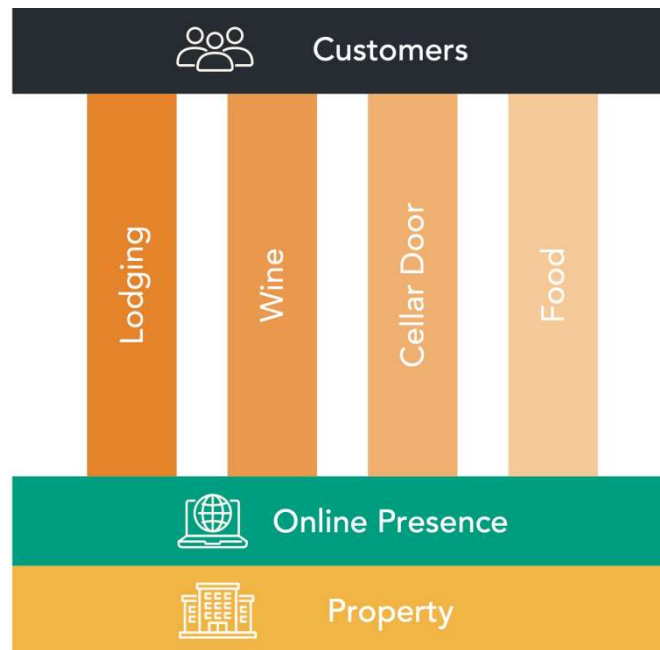 Customers
Lodging
Wine
Cellar Door
Food
Online Presence
Property